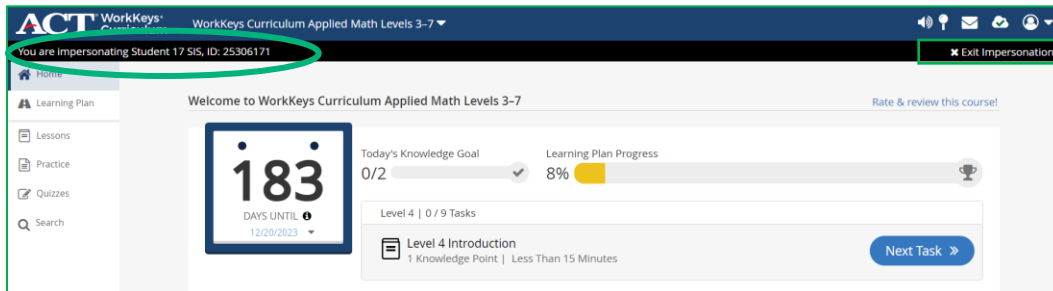 ACT WorkKeys® Curriculum
WorkKeys Curriculum Applied Math Levels 3–7
You are impersonating Student 17 SIS, ID: 25306171
Exit Impersonation
Home
Learning Plan
Lessons
Practice
Quizzes
Search
Welcome to WorkKeys Curriculum Applied Math Levels 3–7
Rate & review this course!
183
DAYS UNTIL
12/20/2023
Today's Knowledge Goal
0/2
Learning Plan Progress
8%
Level 4 | 0 / 9 Tasks
Level 4 Introduction
1 Knowledge Point | Less Than 15 Minutes
Next Task »